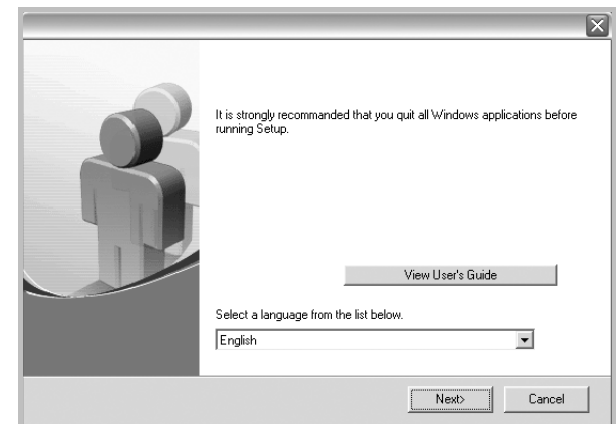 It is strongly recommanded that you quit all Windows applications before
running Setup.
View User's Guide
Select a language from the list below.
English
Next>
Cancel